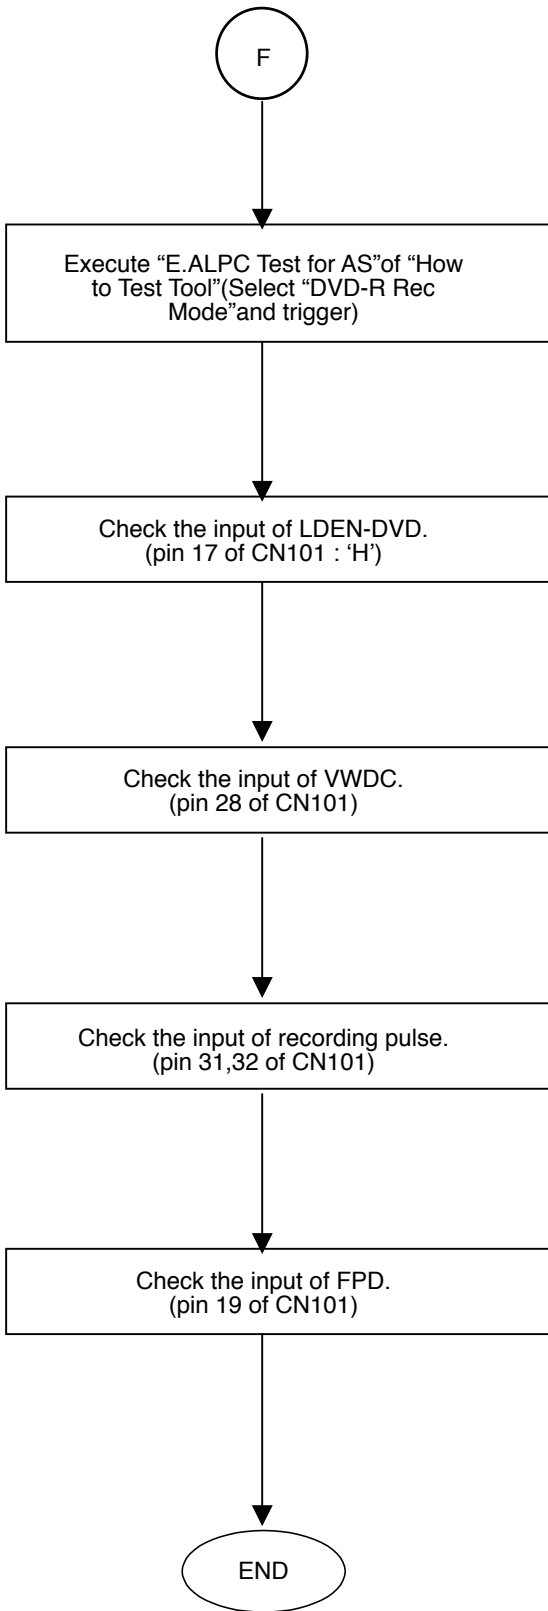 F
Execute “E.ALPC Test for AS”of “How
to Test Tool”(Select “DVD-R Rec
Mode”and trigger)
Check the input of LDEN-DVD.
(pin 17 of CN101 : ‘H’)
Check the input of VWDC.
(pin 28 of CN101)
Check the input of recording pulse.
(pin 31,32 of CN101)
Check the input of FPD.
(pin 19 of CN101)
END